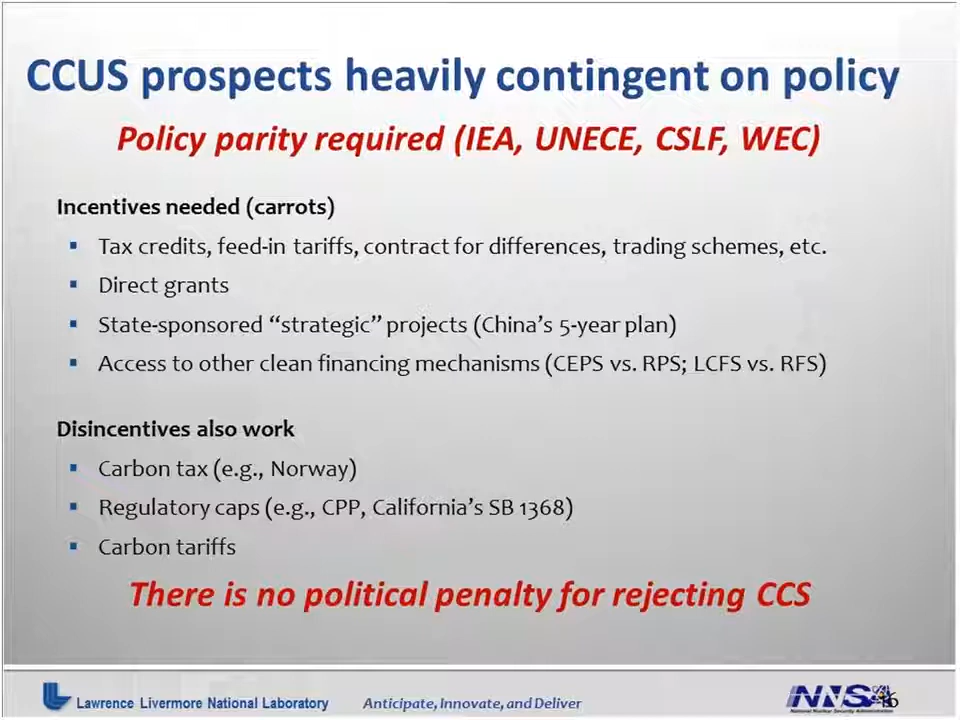 CCUS prospects heavily contingent on policy
Policy parity required (IEA, UNECE, CSLF, WEC)
Incentives needed (carrots)
▪ Tax credits, feed-in tariffs, contract for differences, trading schemes, etc.
▪ Direct grants
▪ State-sponsored “strategic” projects (China’s 5-year plan)
▪ Access to other clean financing mechanisms (CEPS vs. RPS; LCFS vs. RFS)
Disincentives also work
▪ Carbon tax (e.g., Norway)
▪ Regulatory caps (e.g., CPP, California’s SB 1368)
▪ Carbon tariffs
There is no political penalty for rejecting CCS
Lawrence Livermore National Laboratory
Anticipate, Innovate, and Deliver
National Nuclear Security Administration